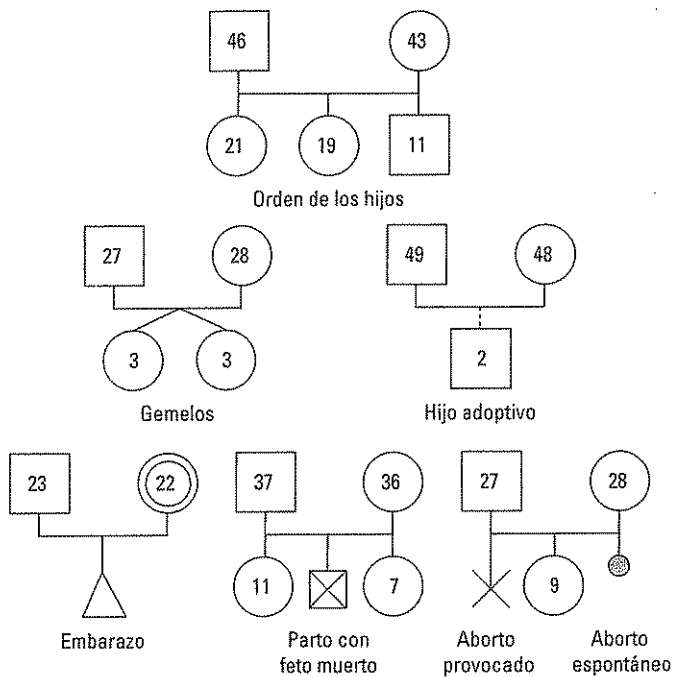 46 43
21 19 11
Orden de los hijos
27 28
3 3
Gemelos
49 48
2
Hijo adoptivo
23 22
Embarazo
37 36
11 7
Parto con
feto muerto
27 28
9
Aborto
provocado
Aborto
espontáneo